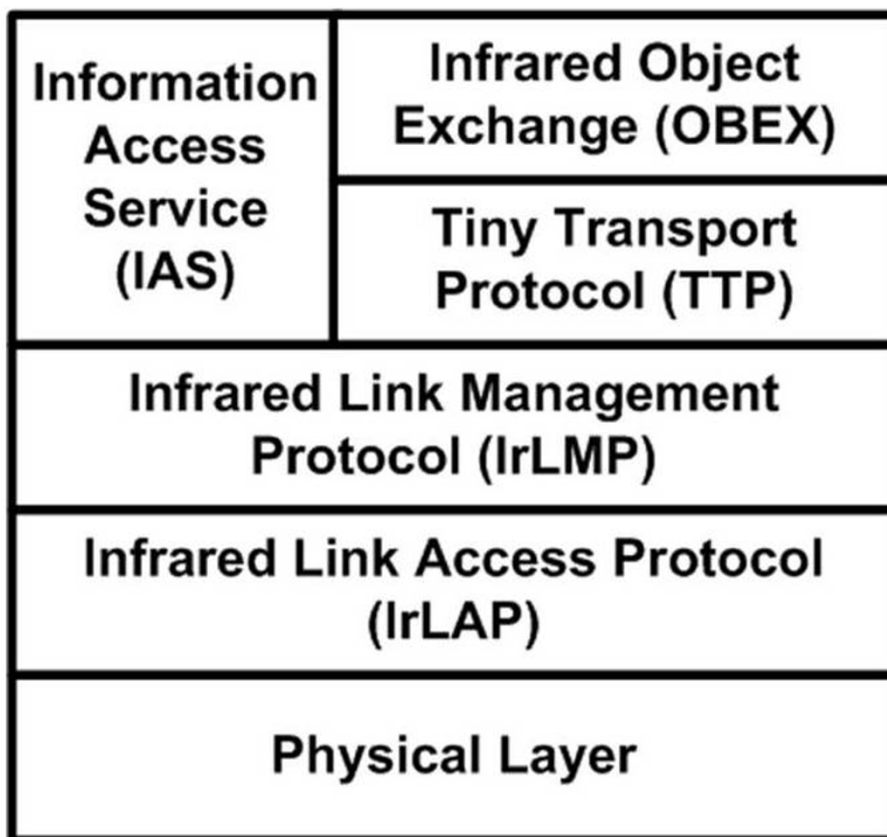 Information
Access
Service
(IAS)
Infrared Object
Exchange (OBEX)
Tiny Transport
Protocol (TTP)
Infrared Link Management
Protocol (IrLMP)
Infrared Link Access Protocol
(IrLAP)
Physical Layer